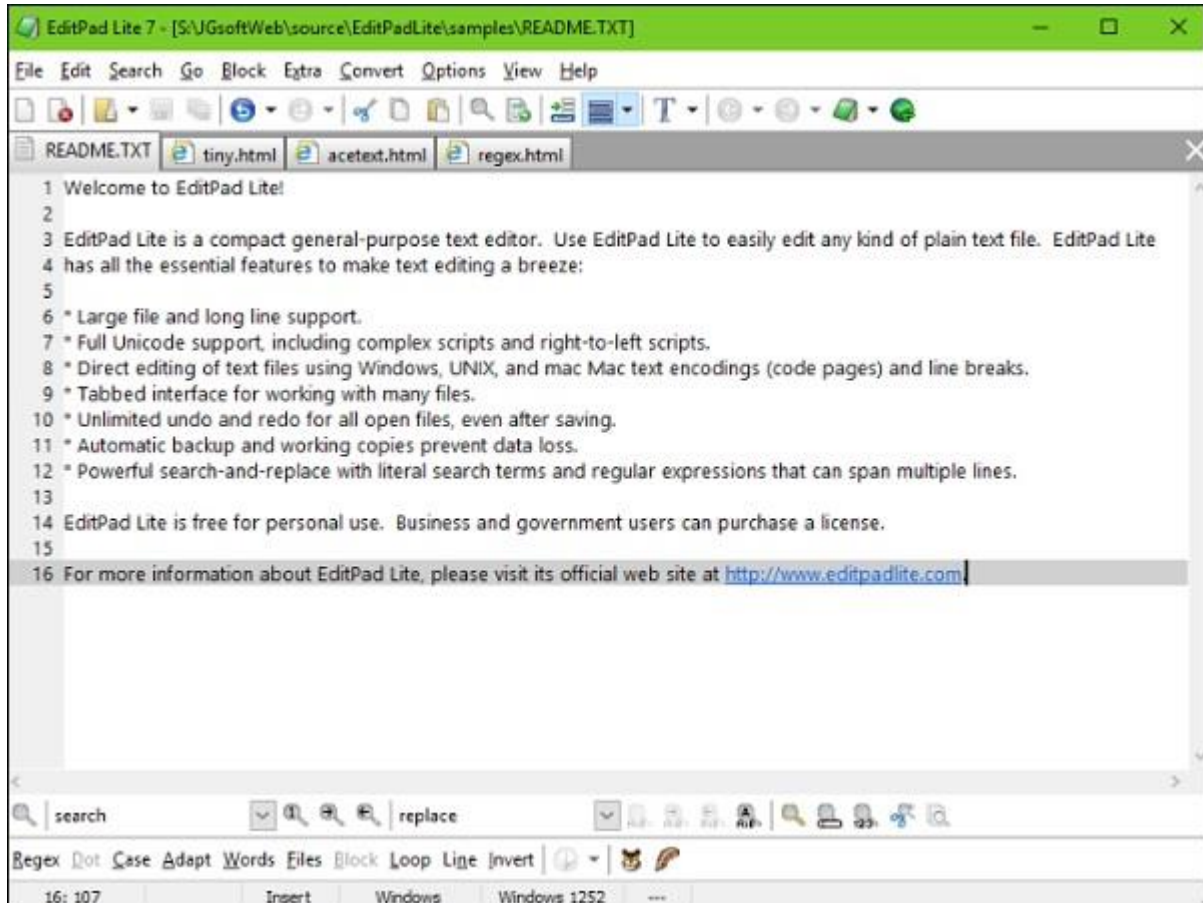 EditPad Lite 7 - [S:\JGsoftWeb\source\EditPadLite\samples\README.TXT]
File Edit Search Go Block Extra Convert Options View Help
README.TXT tiny.html acetext.html regex.html
1 Welcome to EditPad Lite!
2
3 EditPad Lite is a compact general-purpose text editor.  Use EditPad Lite to easily edit any kind of plain text file.  EditPad Lite
4 has all the essential features to make text editing a breeze:
5
6 * Large file and long line support.
7 * Full Unicode support, including complex scripts and right-to-left scripts.
8 * Direct editing of text files using Windows, UNIX, and mac Mac text encodings (code pages) and line breaks.
9 * Tabbed interface for working with many files.
10 * Unlimited undo and redo for all open files, even after saving.
11 * Automatic backup and working copies prevent data loss.
12 * Powerful search-and-replace with literal search terms and regular expressions that can span multiple lines.
13
14 EditPad Lite is free for personal use.  Business and government users can purchase a license.
15
16 For more information about EditPad Lite, please visit its official web site at http://www.editpadlite.com.
search replace
Regex Dot Case Adapt Words Files Block Loop Line Invert
16: 107 Insert Windows Windows 1252 ---